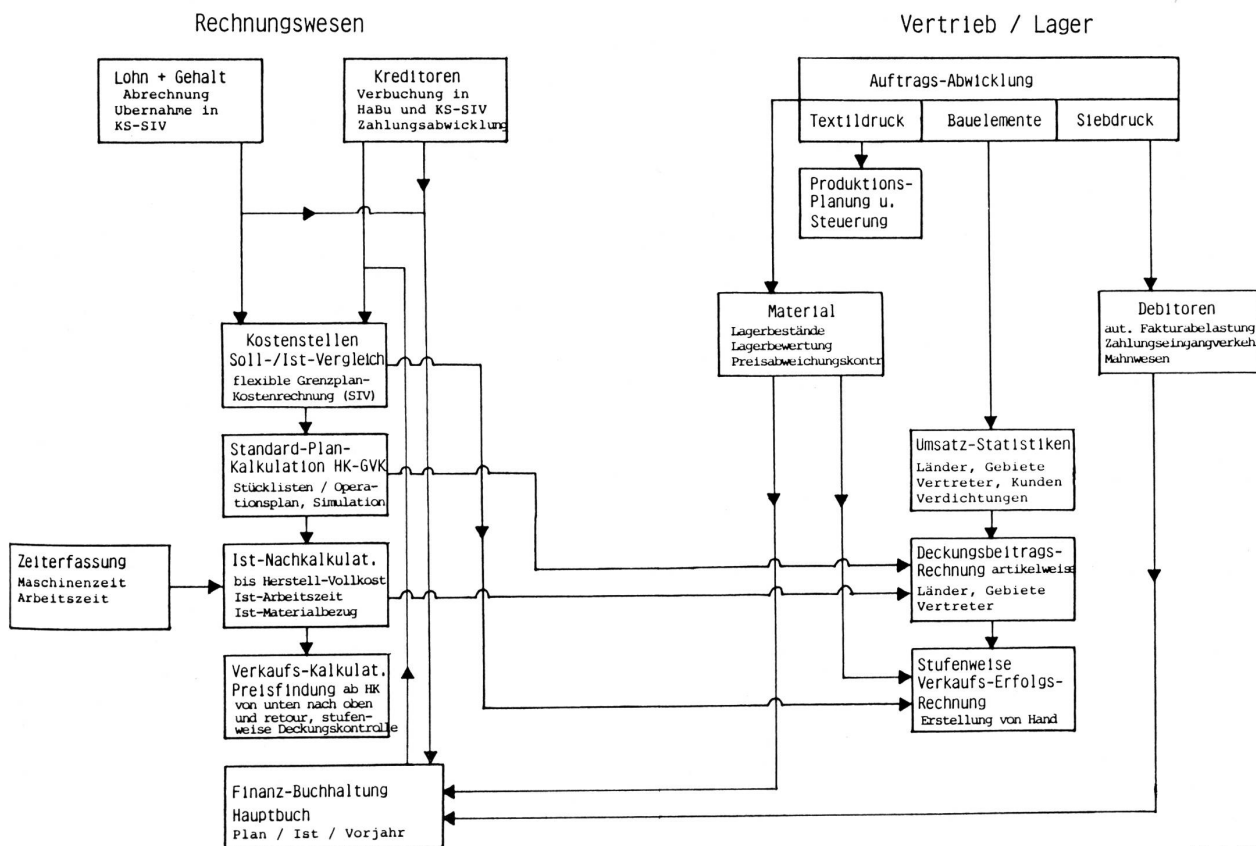 Rechnungswesen
Vertrieb / Lager
Lohn + Gehalt
Abrechnung
Ubernahme in
KS-SIV
Kreditoren
Verbuchung in
HaBu und KS-SIV
Zahlungsabwicklung
Auftrags-Abwicklung
Textildruck
Bauelemente
Siebdruck
Produktions-
Planung u.
Steuerung
Material
Lagerbestände
Lagerbewertung
Preisabweichungskontr
Debitoren
aut. Fakturabelastung
Zahlungseingangverkeh
Mahnwesen
Kostenstellen
Soll-/Ist-Vergleich
flexible Grenzplan-
Kostenrechnung (SIV)
Standard-Plan-
Kalkulation HK-GVK
Stücklisten / Opera-
tionsplan, Simulation
Umsatz-Statistiken
Länder, Gebiete
Vertreter, Kunden
Verdichtungen
Zeiterfassung
Maschinenzeit
Arbeitszeit
Ist-Nachkalkulat.
bis Herstell-Vollkost
Ist-Arbeitszeit
Ist-Materialbezug
Deckungsbeitrags-
Rechnung artikelweise
Länder, Gebiete
Vertreter
Verkaufs-Kalkulat.
Preisfindung ab HK
von unten nach oben
und retour, stufen-
weise Deckungskontrolle
Stufenweise
Verkaufs-Erfolgs-
Rechnung
Erstellung von Hand
Finanz-Buchhaltung
Hauptbuch
Plan / Ist / Vorjahr